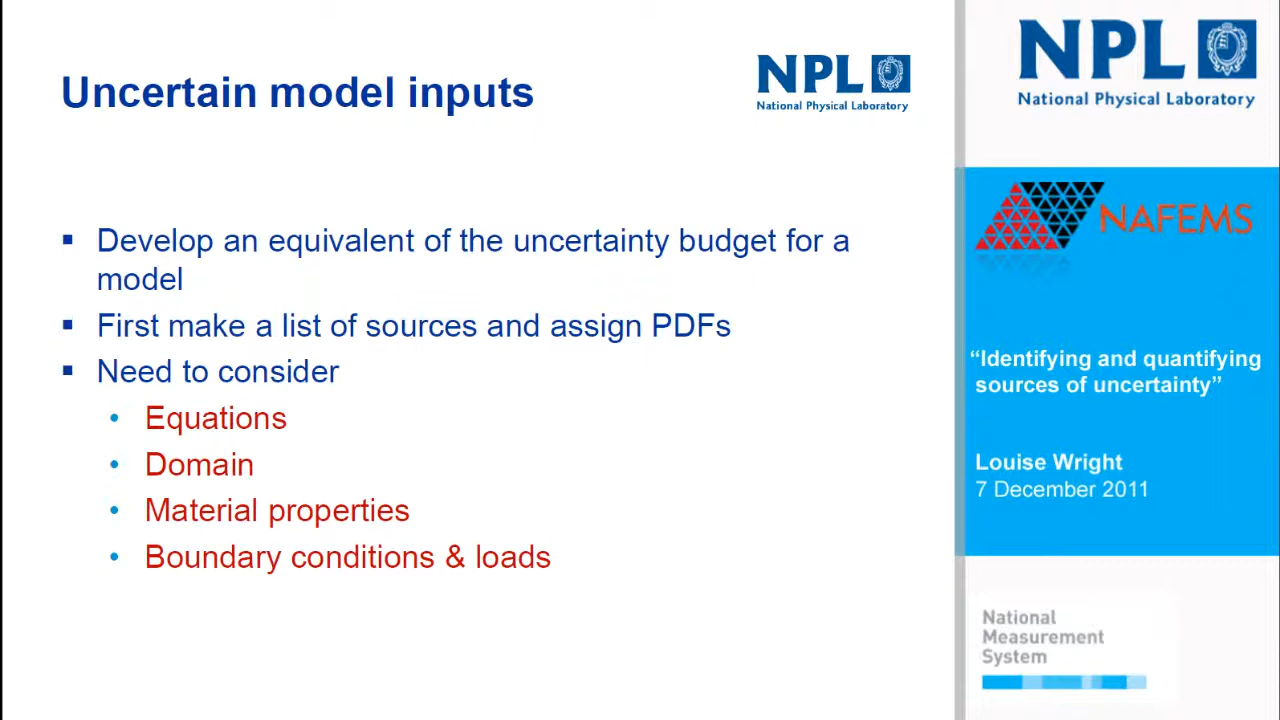 Uncertain model inputs
NPL
National Physical Laboratory
▪ Develop an equivalent of the uncertainty budget for a
model
▪ First make a list of sources and assign PDFs
▪ Need to consider
• Equations
• Domain
• Material properties
• Boundary conditions & loads
NPL
National Physical Laboratory
NAFEMS
“Identifying and quantifying
sources of uncertainty”
Louise Wright
7 December 2011
National
Measurement
System